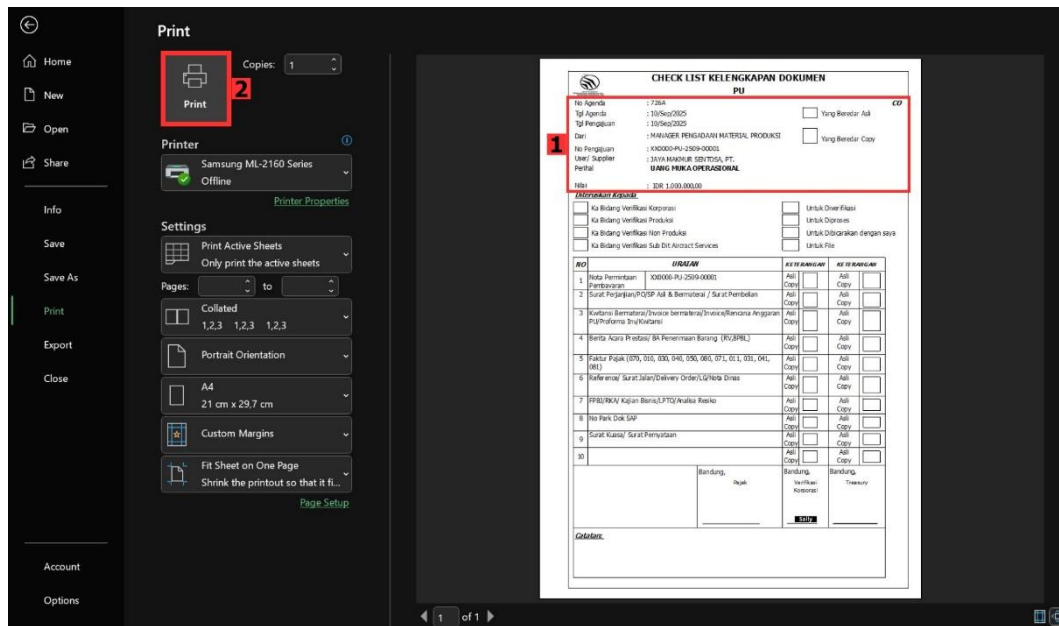 Print
Home
New
Open
Share
Info
Save
Save As
Print
Export
Close
Account
Options
Print
2
Copies: 1
Printer
Samsung ML-2160 Series
Offline
Printer Properties
Settings
Print Active Sheets
Only print the active sheets
Pages: to
Collated
1,2,3 1,2,3 1,2,3
Portrait Orientation
A4
21 cm x 29,7 cm
Custom Margins
Fit Sheet on One Page
Shrink the printout so that it fi...
Page Setup
1 of 1
CHECK LIST KELENGKAPAN DOKUMEN
PU
1
No Agenda : 726A CO
Tgl Agenda : 10/Sep/2025 Yang Beredar Asli
Tgl Pengajuan : 10/Sep/2025
Dari : MANAGER PENGADAAN MATERIAL PRODUKSI Yang Beredar Copy
No Pengajuan : XX0000-PU-2509-00001
User/ Supplier : JAYA MAKMUR SENTOSA, PT.
Perihal UANG MUKA OPERASIONAL
Nilai : IDR 1.000.000,00
Diteruskan Kepada
Ka Bidang Verifikasi Korporasi Untuk Diverifikasi
Ka Bidang Verifikasi Produksi Untuk Diproses
Ka Bidang Verifikasi Non Produksi Untuk Dibicarakan dengan saya
Ka Bidang Verifikasi Sub Dit Aircract Services Untuk File
NO URAIAN KETERANGAN KETERANGAN
1 Nota Permintaan Pembayaran XX0000-PU-2509-00001 Asli Copy Asli Copy
2 Surat Perjanjian/PO/SP Asli & Bermaterai / Surat Pembelian Asli Copy Asli Copy
3 Kwitansi Bermaterai/Invoice bermaterai/Invoice/Rencana Anggaran Asli Asli
PU/Proforma Inv/Kwitansi Copy Copy
4 Berita Acara Prestasi/ BA Penerimaan Barang (RV,BPBL) Asli Copy Asli Copy
5 Faktur Pajak (070, 010, 030, 040, 050, 080, 071, 011, 031, 041, Asli Asli
081) Copy Copy
6 Reference/ Surat Jalan/Delivery Order/LG/Nota Dinas Asli Copy Asli Copy
7 FPBJ/RKA/ Kajian Bisnis/LPTO/Analisa Resiko Asli Copy Asli Copy
8 No Park Dok SAP Asli Copy Asli Copy
9 Surat Kuasa/ Surat Pernyataan Asli Copy Asli Copy
10 Asli Copy Asli Copy
Bandung, Bandung, Bandung,
Pajak Verifikasi Treasury
Korporasi
Sally
Catatan: